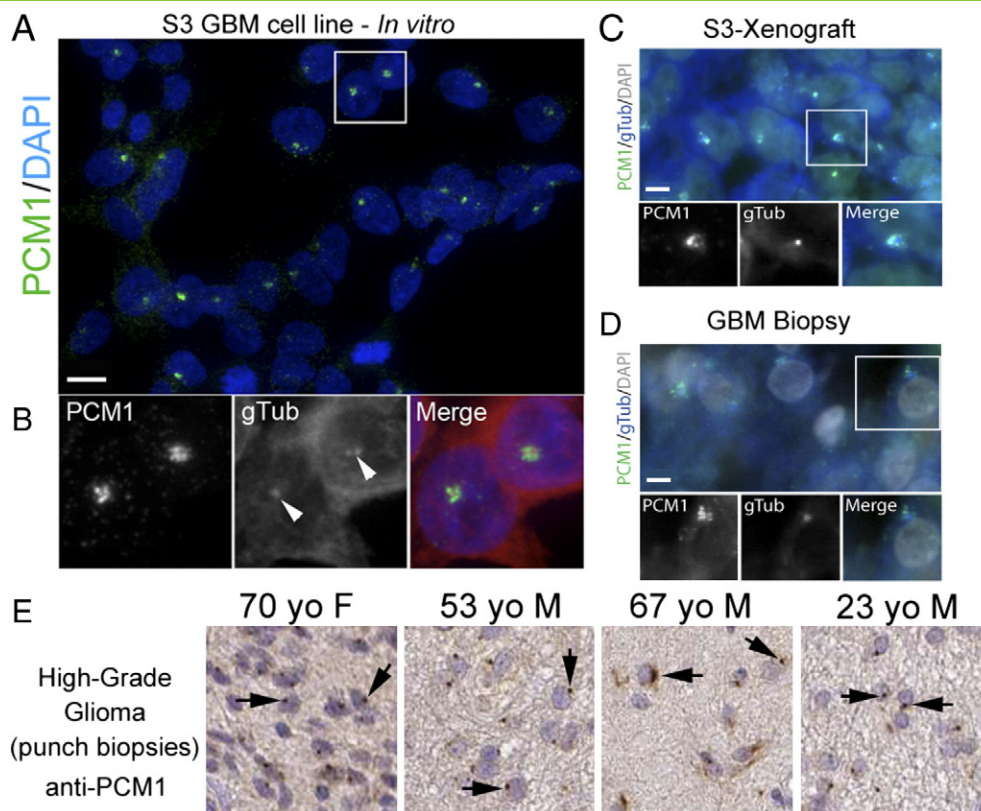 A
S3 GBM cell line - In vitro
PCM1/DAPI
B
PCM1
gTub
Merge
C
S3-Xenograft
PCM1/gTub/DAPI
PCM1
gTub
Merge
D
GBM Biopsy
PCM1/gTub/DAPI
PCM1
gTub
Merge
E
70 yo F
53 yo M
67 yo M
23 yo M
High-Grade
Glioma
(punch biopsies)
anti-PCM1